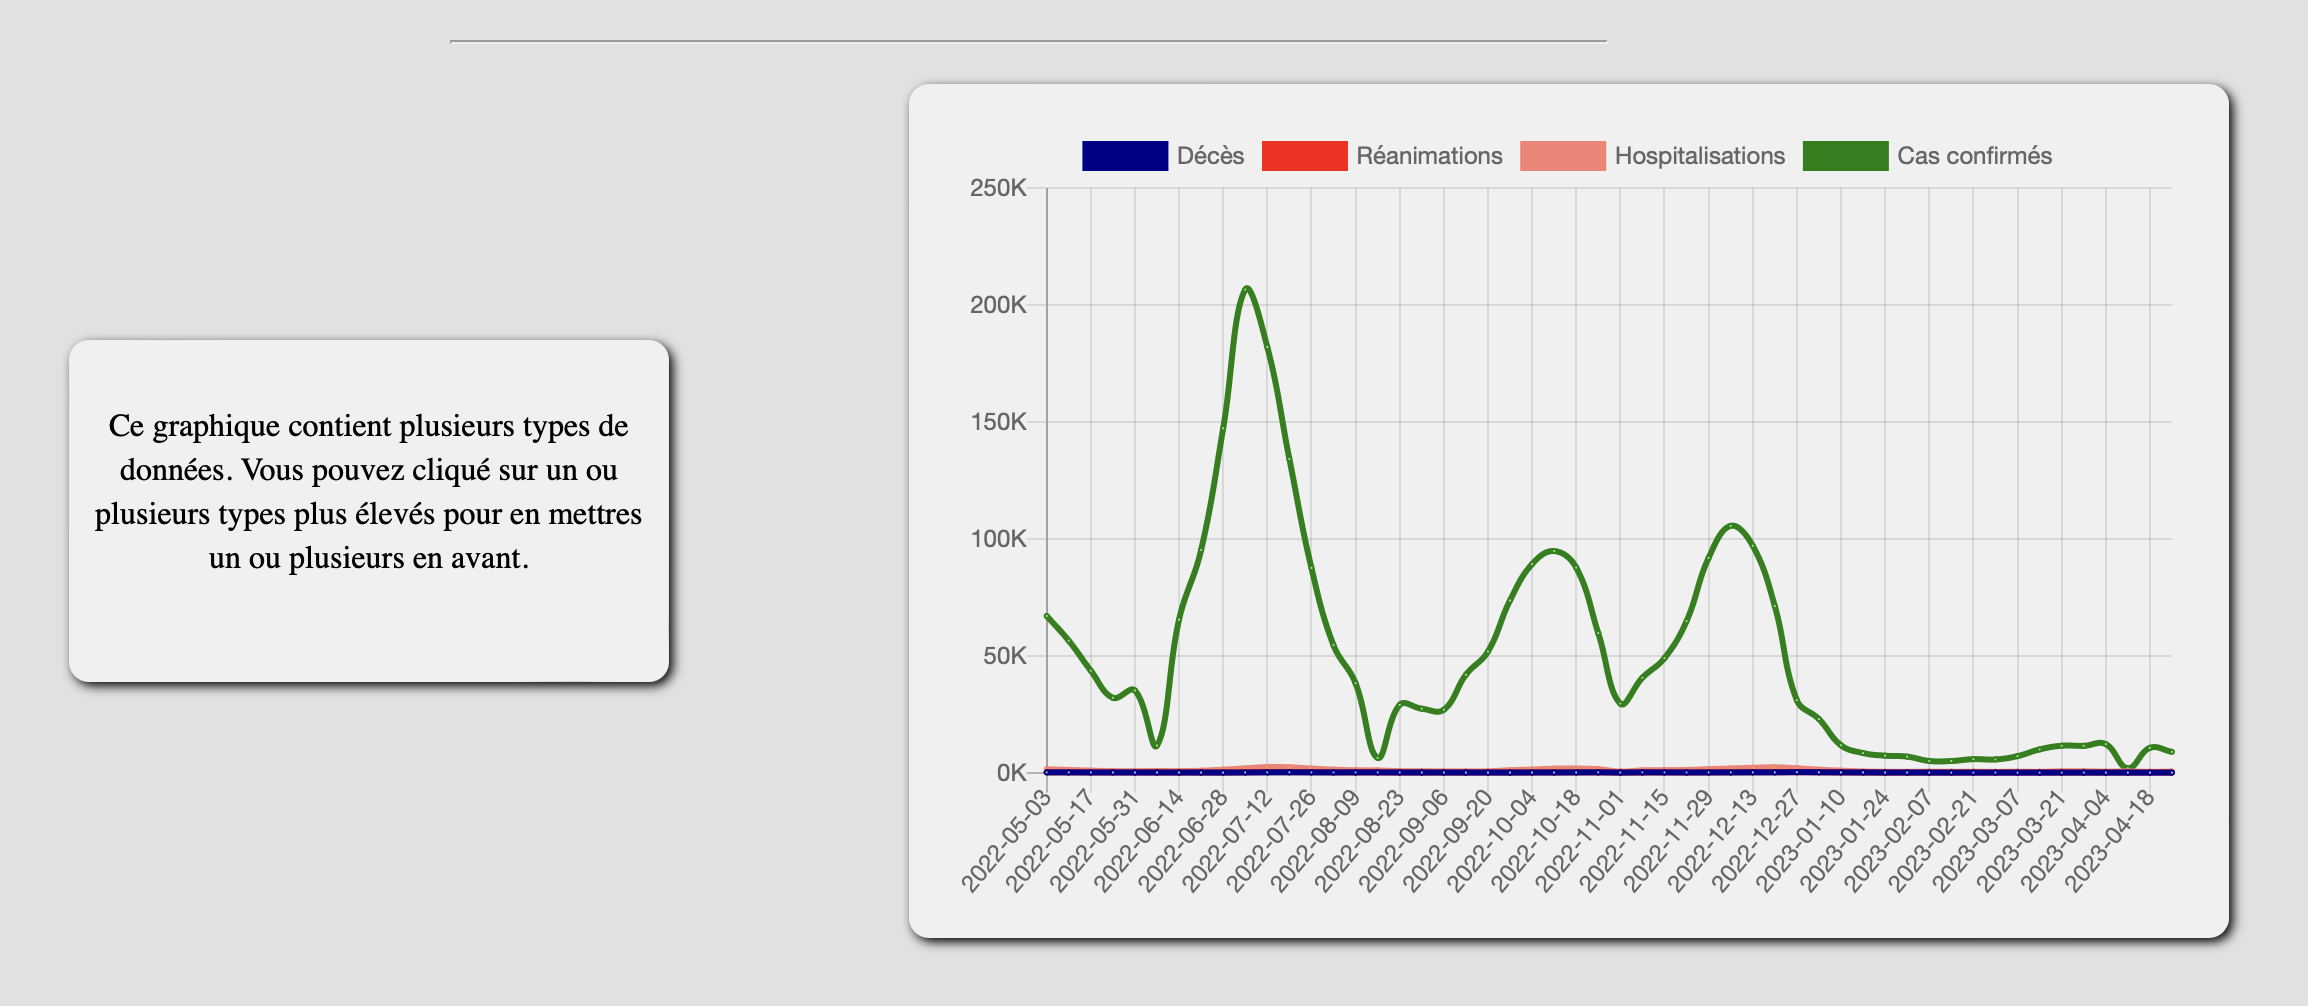 Ce graphique contient plusieurs types de
données. Vous pouvez cliqué sur un ou
plusieurs types plus élevés pour en mettres
un ou plusieurs en avant.
Décès Réanimations Hospitalisations Cas confirmés
250K
200K
150K
100K
50K
0K
2022-05-03
2022-05-17
2022-05-31
2022-06-14
2022-06-28
2022-07-12
2022-07-26
2022-08-09
2022-08-23
2022-09-06
2022-09-20
2022-10-04
2022-10-18
2022-11-01
2022-11-15
2022-11-29
2022-12-13
2022-12-27
2023-01-10
2023-01-24
2023-02-07
2023-02-21
2023-03-07
2023-03-21
2023-04-04
2023-04-18